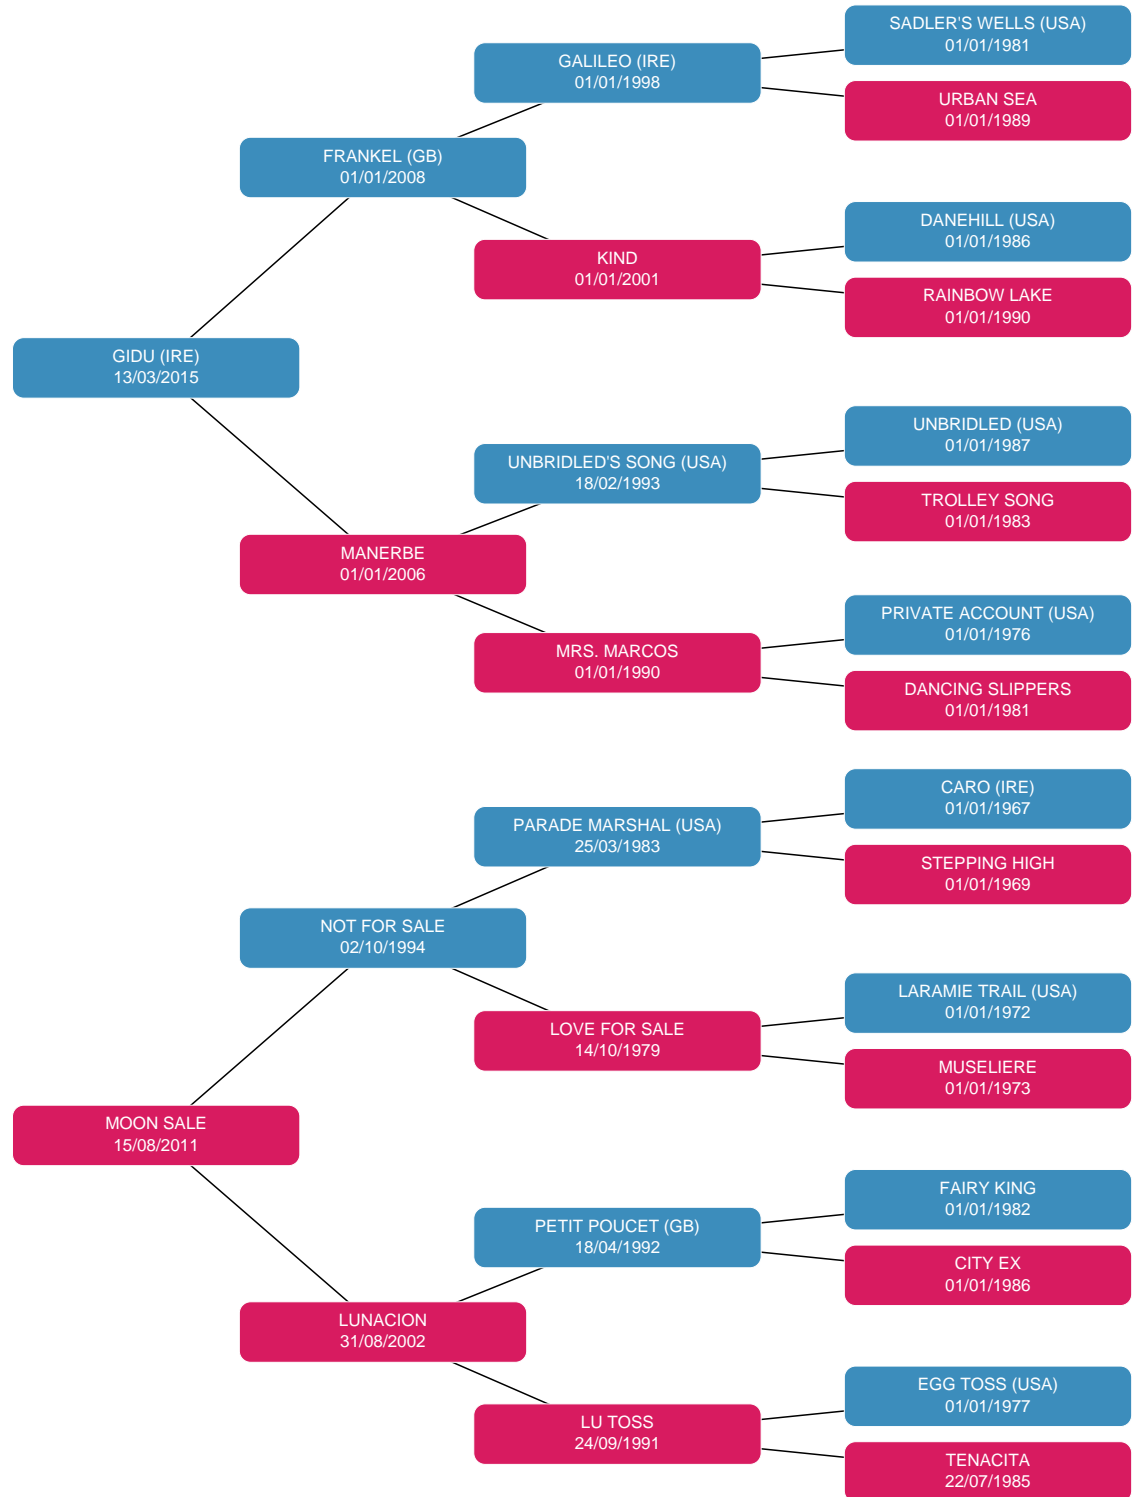 SADLER'S WELLS (USA)
01/01/1981
GALILEO (IRE)
01/01/1998
URBAN SEA
01/01/1989
FRANKEL (GB)
01/01/2008
DANEHILL (USA)
01/01/1986
KIND
01/01/2001
RAINBOW LAKE
01/01/1990
GIDU (IRE)
13/03/2015
UNBRIDLED (USA)
01/01/1987
UNBRIDLED'S SONG (USA)
18/02/1993
TROLLEY SONG
01/01/1983
MANERBE
01/01/2006
PRIVATE ACCOUNT (USA)
01/01/1976
MRS. MARCOS
01/01/1990
DANCING SLIPPERS
01/01/1981
CARO (IRE)
01/01/1967
PARADE MARSHAL (USA)
25/03/1983
STEPPING HIGH
01/01/1969
NOT FOR SALE
02/10/1994
LARAMIE TRAIL (USA)
01/01/1972
LOVE FOR SALE
14/10/1979
MUSELIERE
01/01/1973
MOON SALE
15/08/2011
FAIRY KING
01/01/1982
PETIT POUCET (GB)
18/04/1992
CITY EX
01/01/1986
LUNACION
31/08/2002
EGG TOSS (USA)
01/01/1977
LU TOSS
24/09/1991
TENACITA
22/07/1985